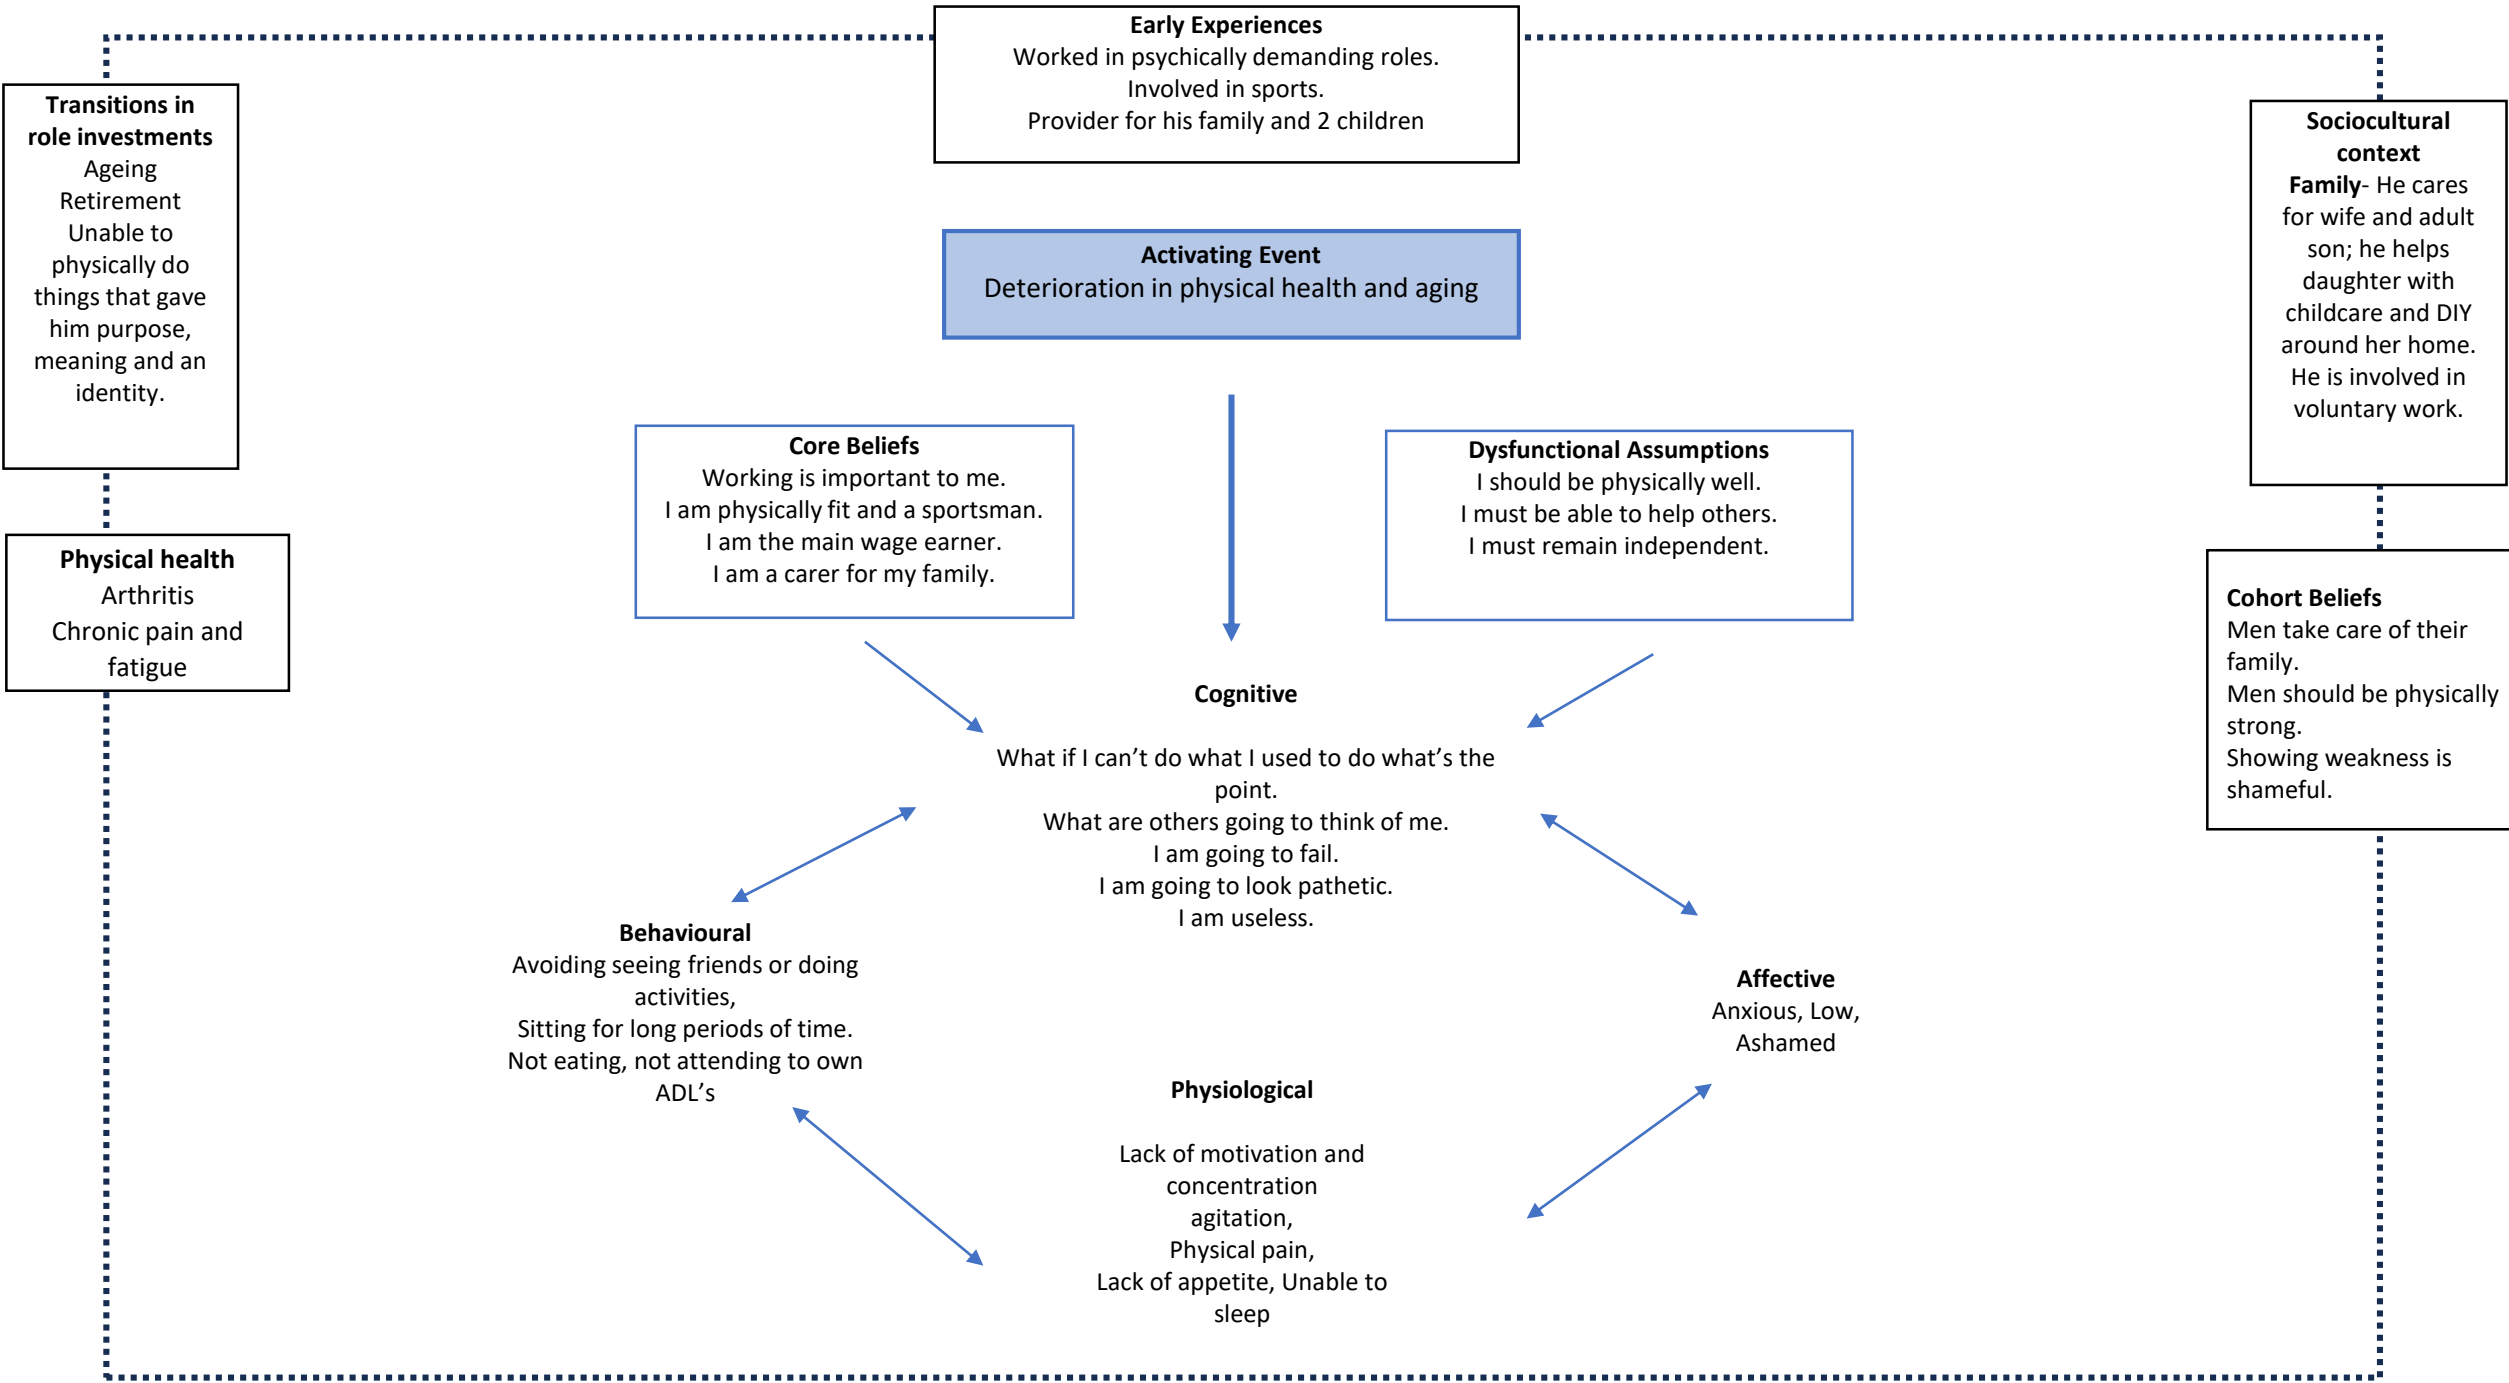 Early Experiences
Worked in psychically demanding roles.
Involved in sports.
Provider for his family and 2 children
Transitions in
role investments
Ageing
Retirement
Unable to
physically do
things that gave
him purpose,
meaning and an
identity.
Sociocultural
context
Family- He cares
for wife and adult
son; he helps
daughter with
childcare and DIY
around her home.
He is involved in
voluntary work.
Activating Event
Deterioration in physical health and aging
Core Beliefs
Working is important to me.
I am physically fit and a sportsman.
I am the main wage earner.
I am a carer for my family.
Dysfunctional Assumptions
I should be physically well.
I must be able to help others.
I must remain independent.
Physical health
Arthritis
Chronic pain and
fatigue
Cohort Beliefs
Men take care of their
family.
Men should be physically
strong.
Showing weakness is
shameful.
Cognitive
What if I can’t do what I used to do what’s the
point.
What are others going to think of me.
I am going to fail.
I am going to look pathetic.
I am useless.
Behavioural
Avoiding seeing friends or doing
activities,
Sitting for long periods of time.
Not eating, not attending to own
ADL’s
Affective
Anxious, Low,
Ashamed
Physiological
Lack of motivation and
concentration
agitation,
Physical pain,
Lack of appetite, Unable to
sleep